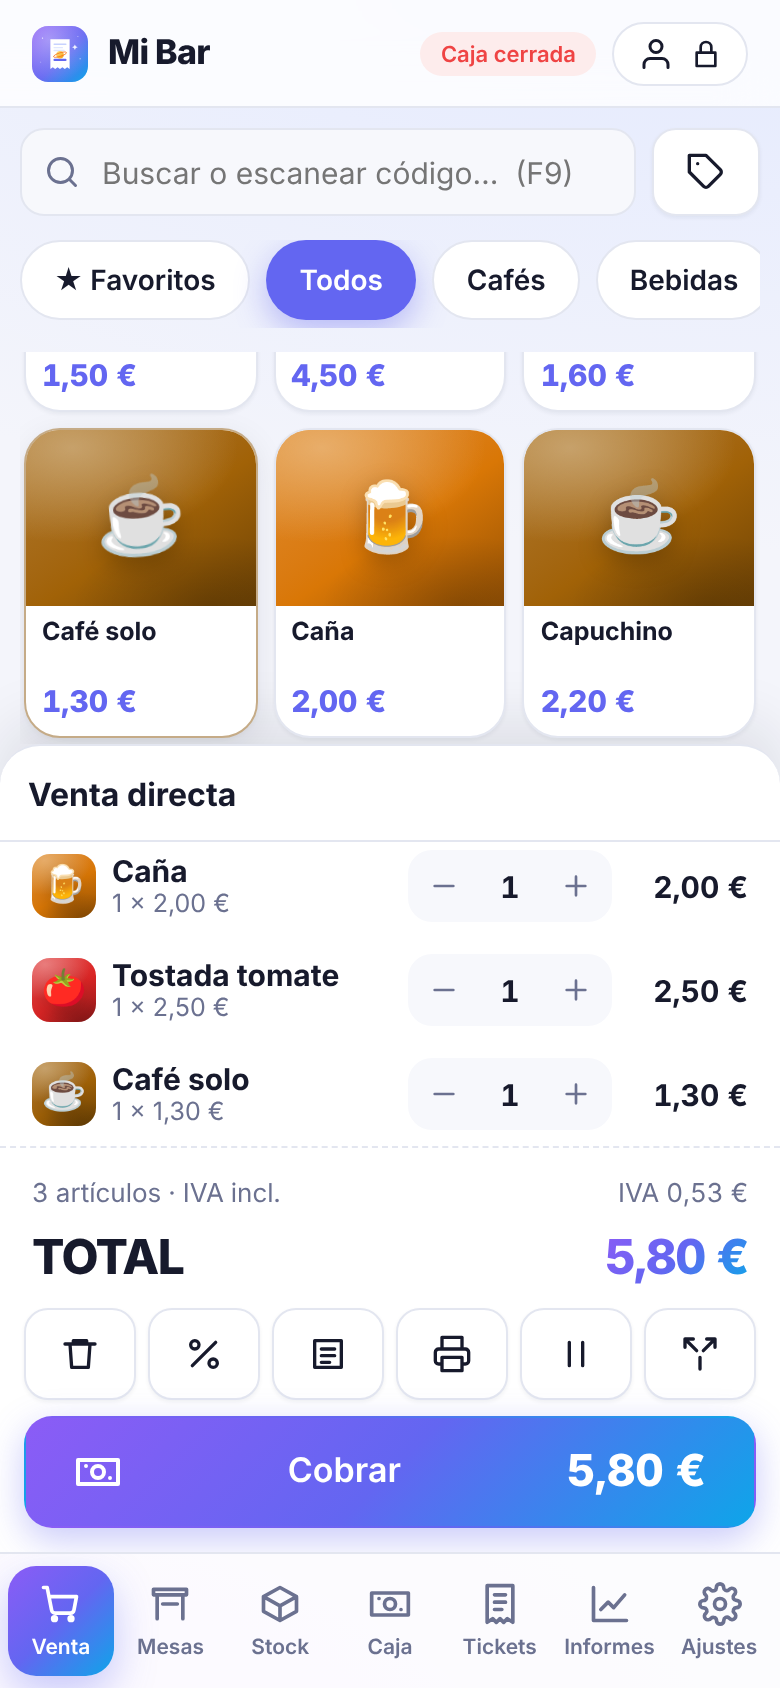 Mi Bar
Caja cerrada
Buscar o escanear código... (F9)
★ Favoritos
Todos
Cafés
Bebidas
1,50 €
4,50 €
1,60 €
Café solo
Caña
Capuchino
1,30 €
2,00 €
2,20 €
Venta directa
Caña
1 × 2,00 €
− 1 +
2,00 €
Tostada tomate
1 × 2,50 €
− 1 +
2,50 €
Café solo
1 × 1,30 €
− 1 +
1,30 €
3 artículos · IVA incl.
IVA 0,53 €
TOTAL
5,80 €
Cobrar
5,80 €
Venta
Mesas
Stock
Caja
Tickets
Informes
Ajustes